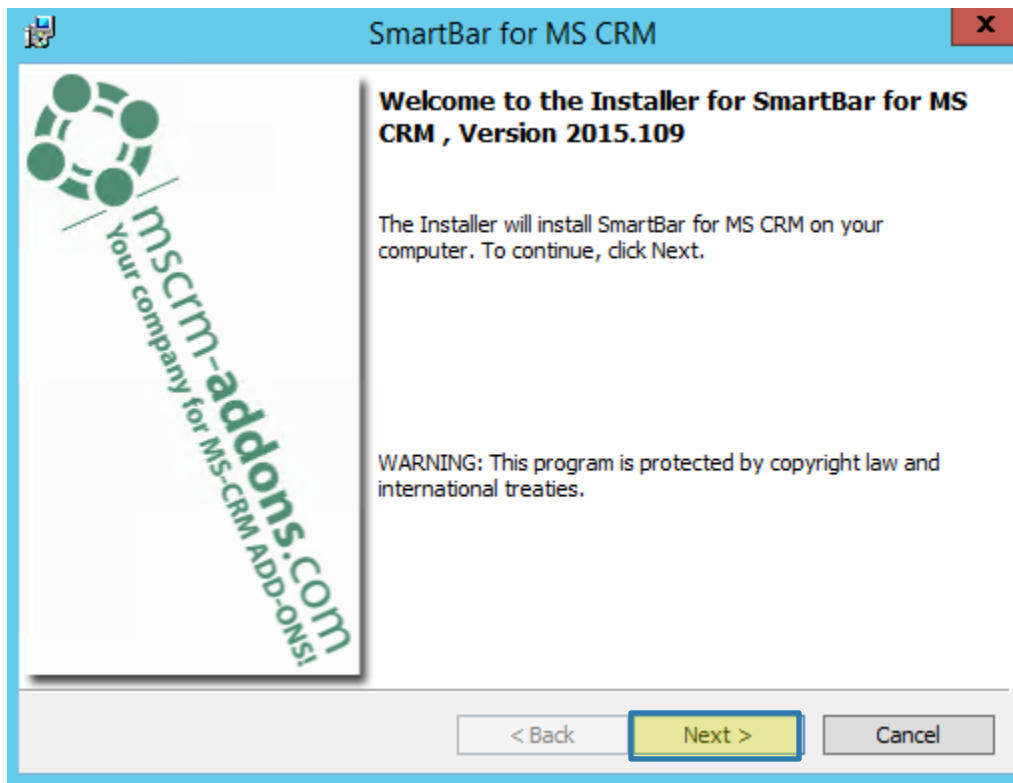 SmartBar for MS CRM
x
Welcome to the Installer for SmartBar for MS
CRM , Version 2015.109
The Installer will install SmartBar for MS CRM on your
computer. To continue, click Next.
WARNING: This program is protected by copyright law and
international treaties.
mscrm-addons.com
Your company for MS-CRM ADD-ONS!
< Back
Next >
Cancel